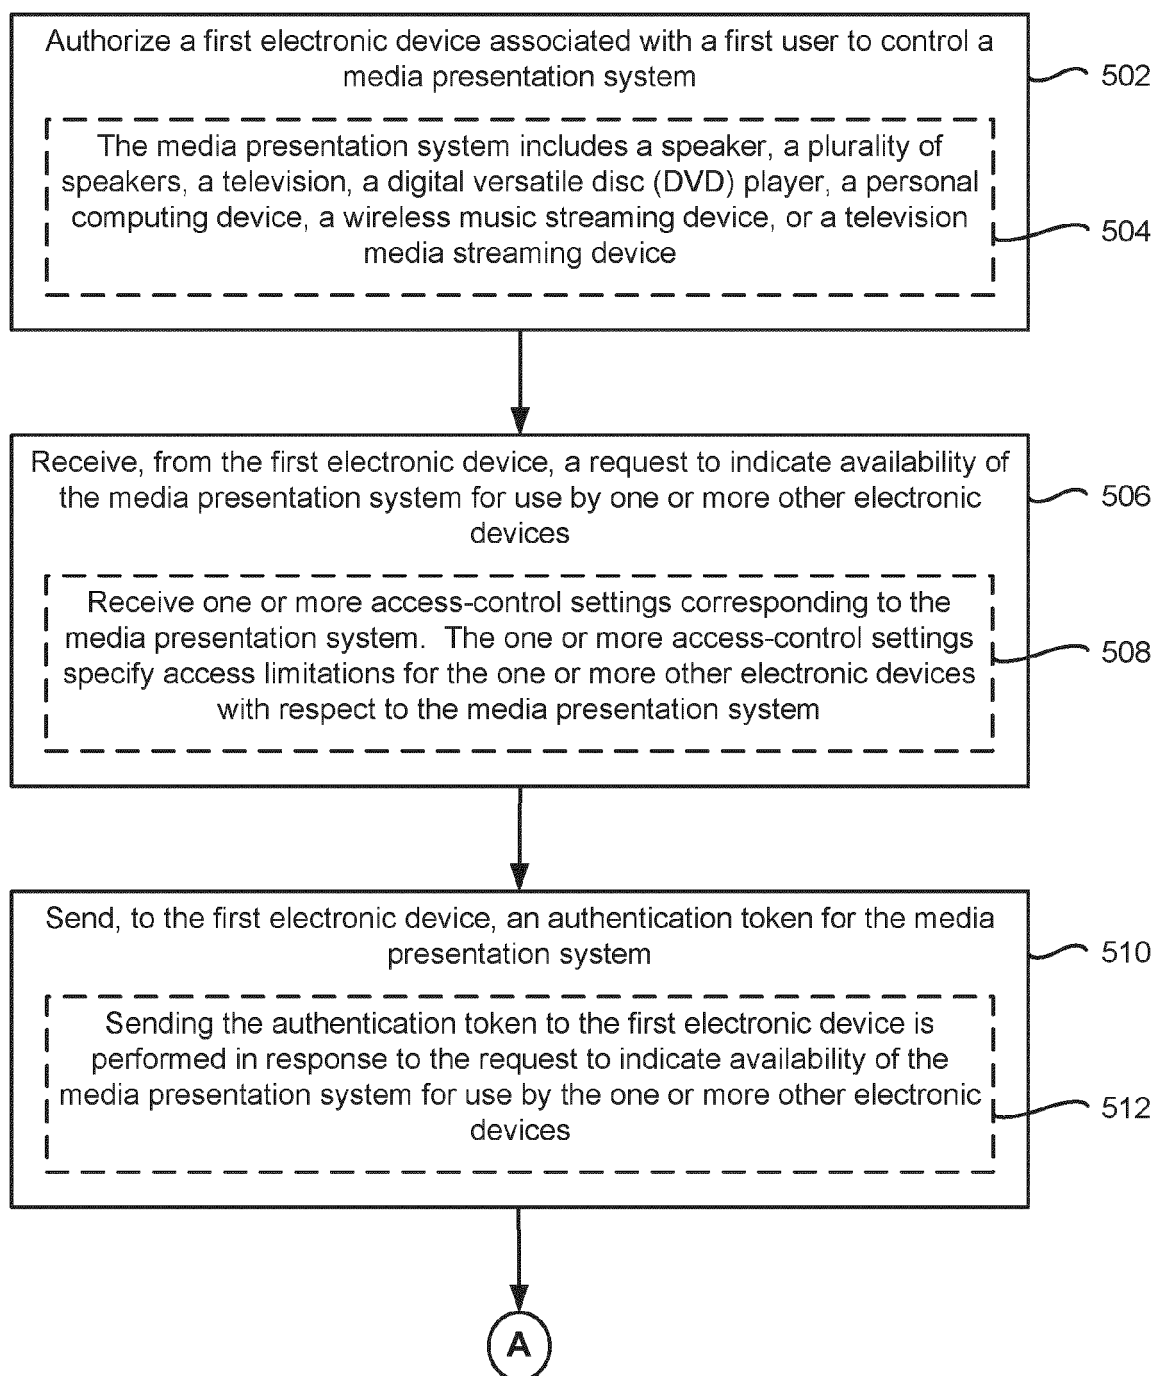 Authorize a first electronic device associated with a first user to control a
media presentation system
502
The media presentation system includes a speaker, a plurality of
speakers, a television, a digital versatile disc (DVD) player, a personal
computing device, a wireless music streaming device, or a television
media streaming device
504
Receive, from the first electronic device, a request to indicate availability of
the media presentation system for use by one or more other electronic
devices
506
Receive one or more access-control settings corresponding to the
media presentation system.  The one or more access-control settings
specify access limitations for the one or more other electronic devices
with respect to the media presentation system
508
Send, to the first electronic device, an authentication token for the media
presentation system
510
Sending the authentication token to the first electronic device is
performed in response to the request to indicate availability of the
media presentation system for use by the one or more other electronic
devices
512
A